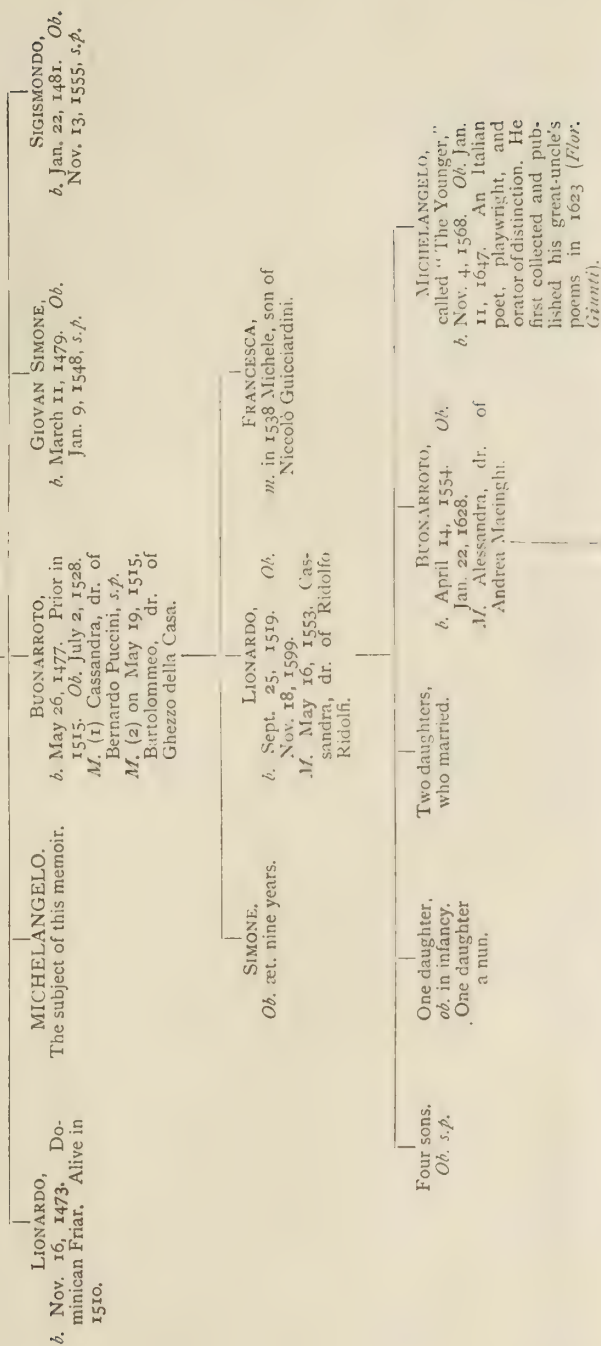 LIONARDO,
b. Nov. 16, 1473. Do-
minican Friar. Alive in
1510.
MICHELANGELO.
The subject of this memoir.
BUONARROTO,
b. May 26, 1477. Prior in
1515. Ob. July 2, 1528.
M. (1) Cassandra, dr. of
Bernardo Puccini, s.p.
M. (2) on May 19, 1515,
Bartolommeo, dr. of
Ghezzo della Casa.
GIOVAN SIMONE,
b. March 11, 1479. Ob.
Jan. 9, 1548, s.p.
SIGISMONDO,
b. Jan. 22, 1481. Ob.
Nov. 13, 1555, s.p.
SIMONE.
Ob. æt. nine years.
LIONARDO,
b. Sept. 25, 1519. Ob.
Nov. 18, 1599.
M. May 16, 1553, Cas-
sandra, dr. of Ridolfo
Ridolfi.
FRANCESCA,
m. in 1538 Michele, son of
Niccolò Guicciardini.
Four sons.
Ob. s.p.
One daughter,
ob. in infancy.
One daughter
a nun.
Two daughters,
who married.
BUONARROTO,
b. April 14, 1554. Ob.
Jan. 22, 1628.
M. Alessandra, dr. of
Andrea Macinghi.
MICHELANGELO,
called "The Younger,"
b. Nov. 4, 1568. Ob. Jan.
11, 1647. An Italian
poet, playwright, and
orator of distinction. He
first collected and pub-
lished his great-uncle's
poems in 1623 (Flor.
Giunti).